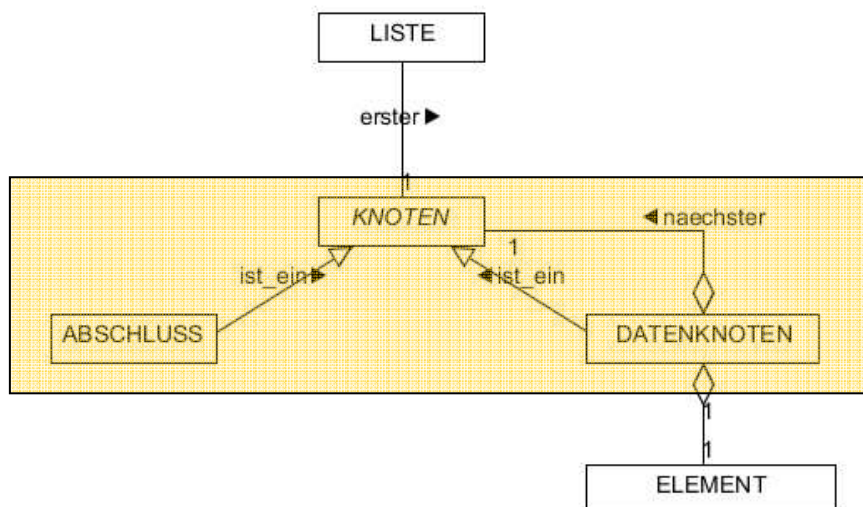 LISTE
erster ▶
1
KNOTEN
◀ naechster
1
ist_ein▶
◀ist_ein
ABSCHLUSS
DATENKNOTEN
1
1
ELEMENT